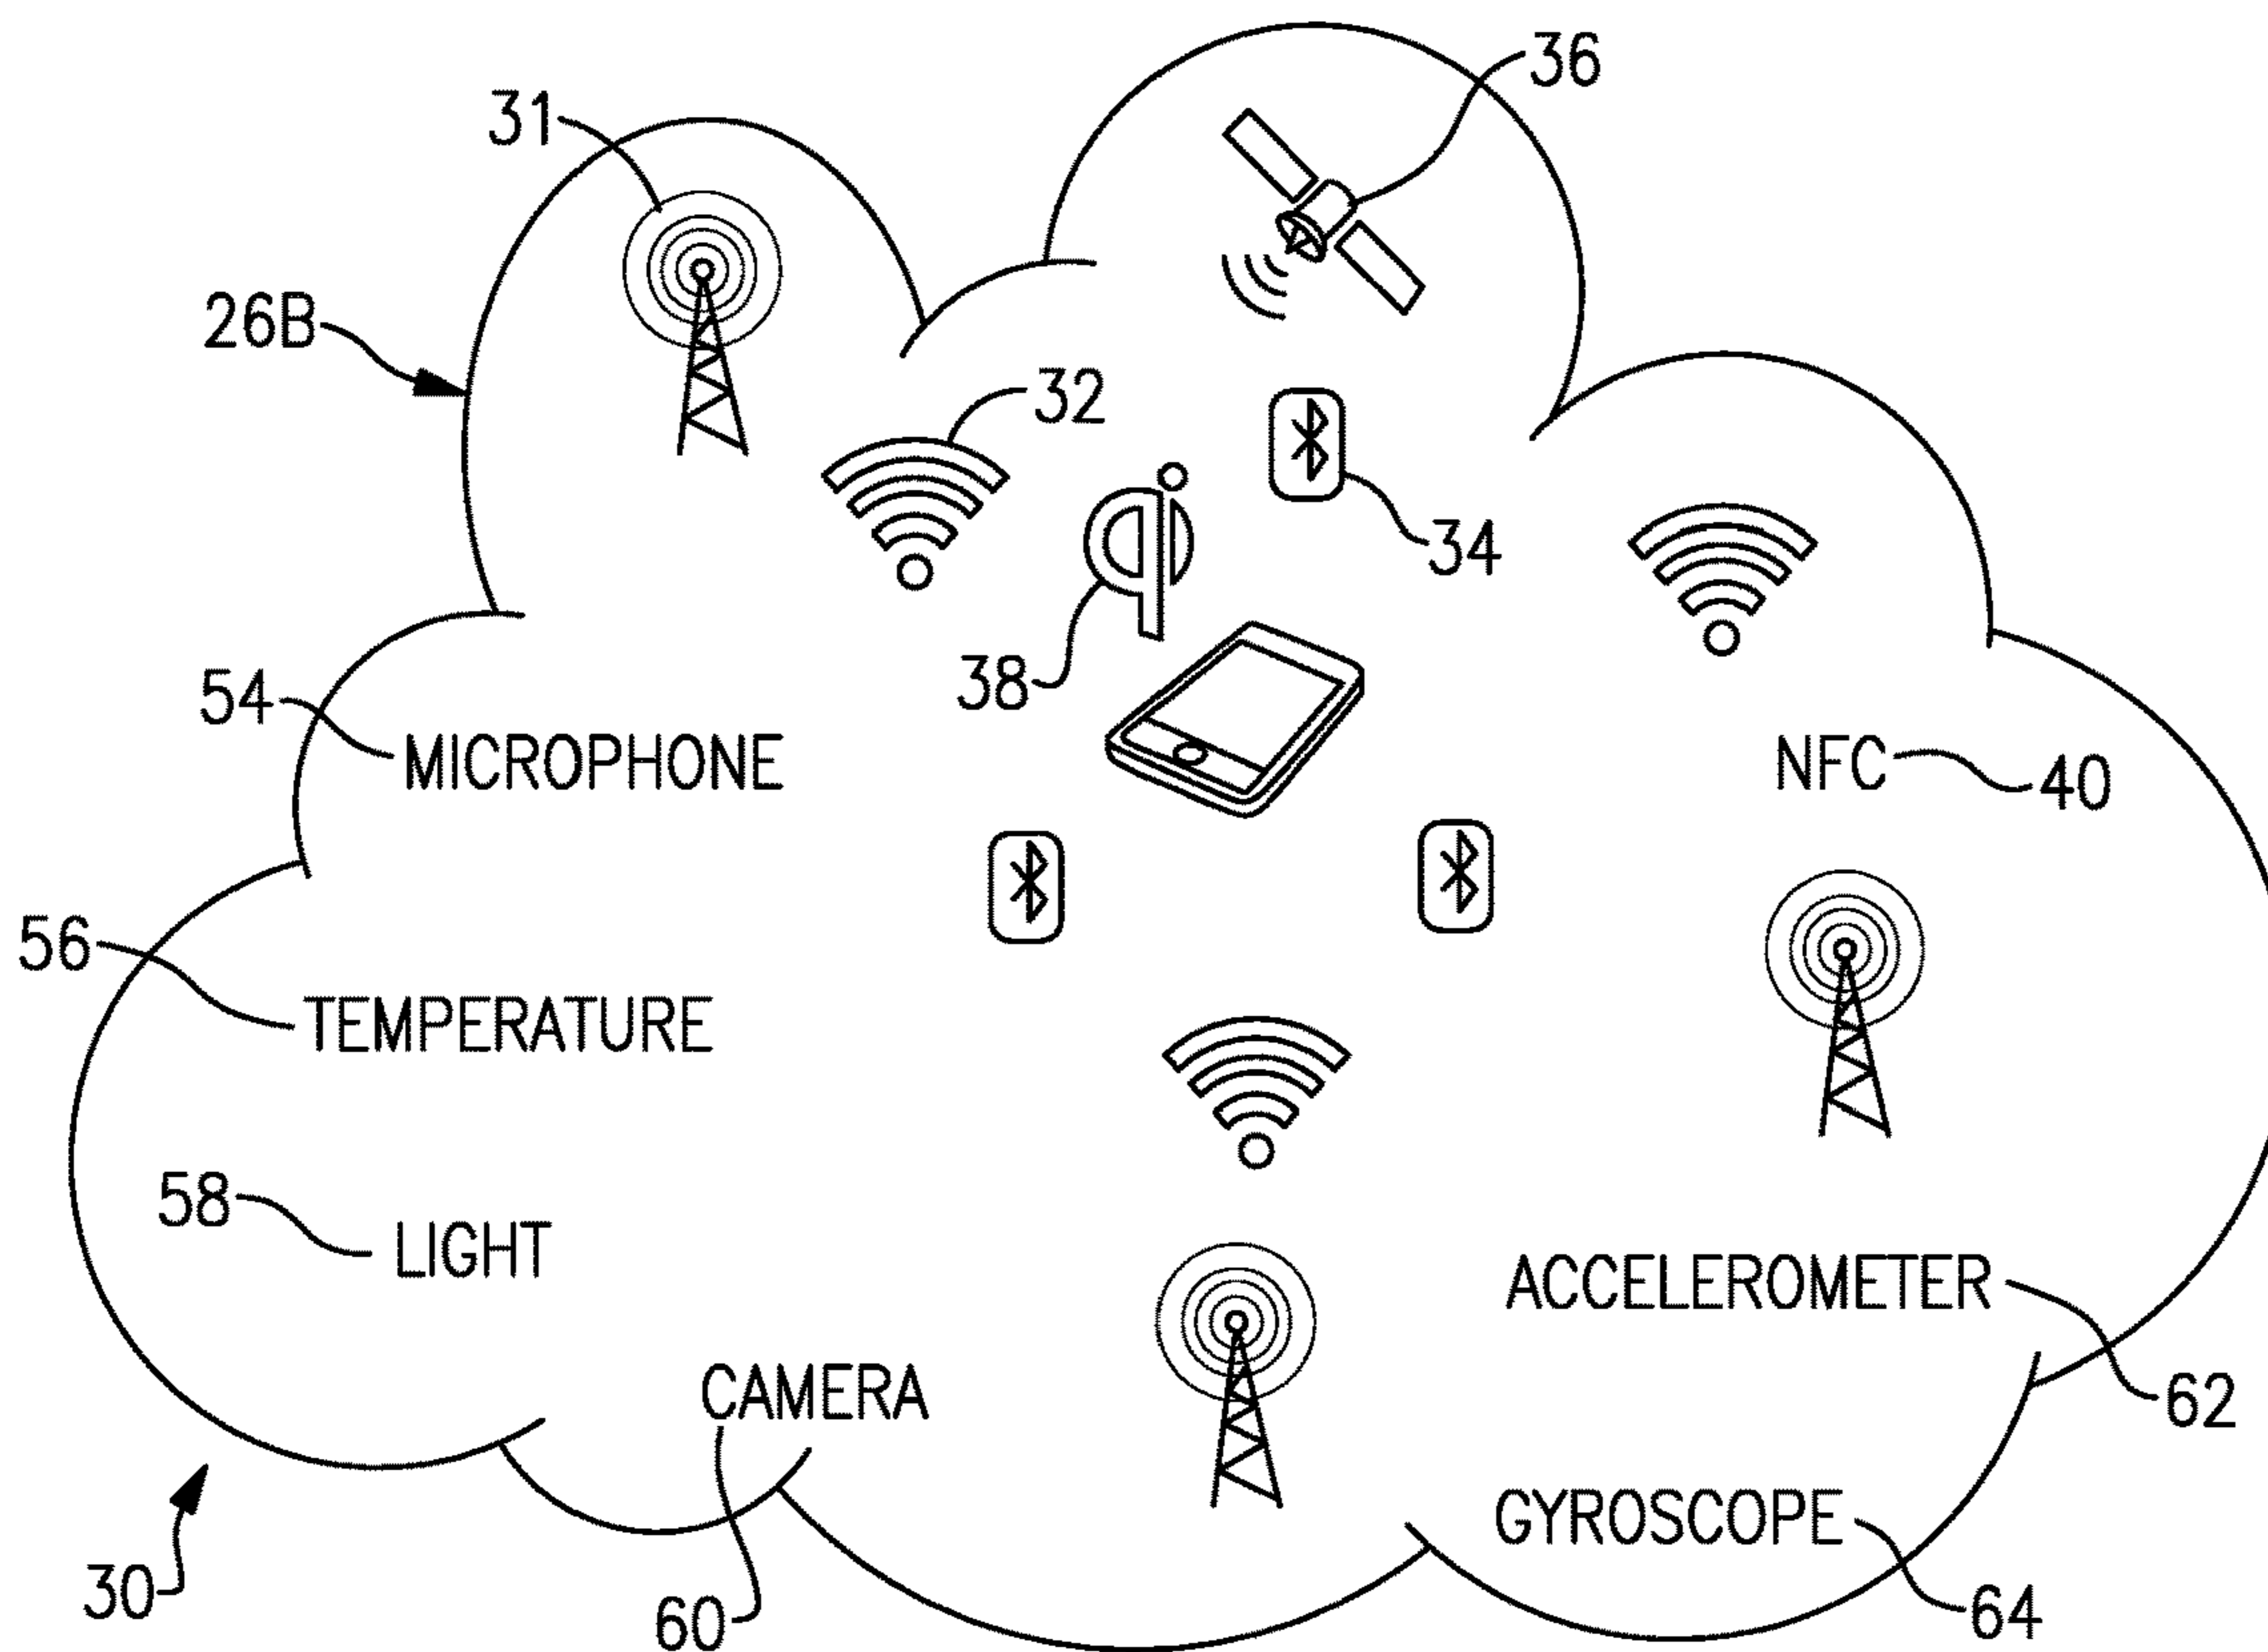 36
31
26B
32
34
38
54
MICROPHONE
NFC
40
56
TEMPERATURE
58
LIGHT
ACCELEROMETER
62
CAMERA
GYROSCOPE
30
60
64